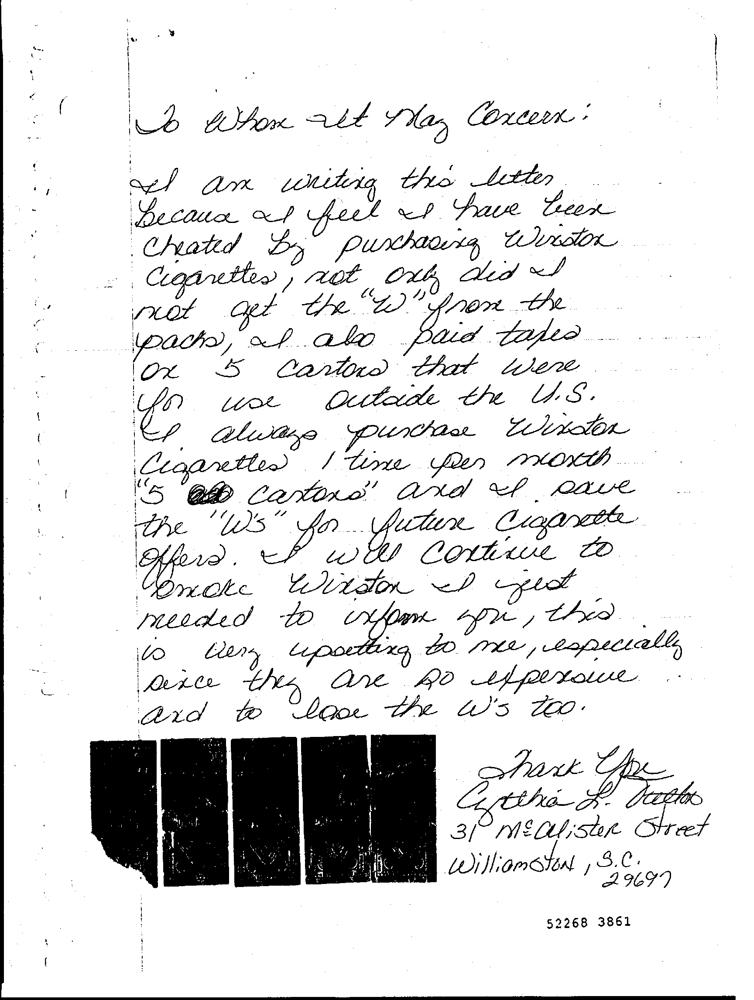 To Whom It May Concern:
I am writing this letter
because I feel I have been
cheated by purchasing Winston
Cigarettes, not only did I
not get the "W" from the
packs, I also paid taxes
on 5 cartons that were
for use outside the U.S.
I always purchase Winston
Cigarettes 1 time per month
"5 cartons" and I save
the "W's" for future Cigarette
Offers. I will continue to
smoke Winston I just
needed to inform you, this
is very upsetting to me, especially
since they are so expensive
and to lose the W's too.
Thank You
Cynthia L.
31 McAlister Street
Williamston, S.C.
29697
52268 3861